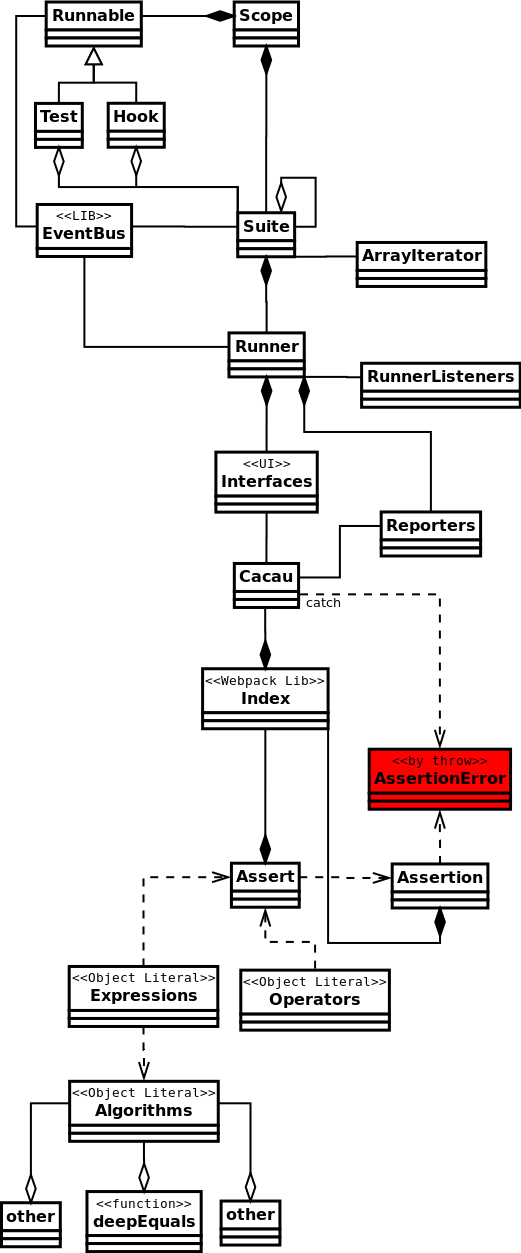 Runnable
Scope
Test
Hook
<<LIB>>
EventBus
Suite
ArrayIterator
Runner
RunnerListeners
<<UI>>
Interfaces
Reporters
Cacau
catch
<<Webpack Lib>>
Index
<<by throw>>
AssertionError
Assert
Assertion
<<Object Literal>>
Expressions
<<Object Literal>>
Operators
<<Object Literal>>
Algorithms
other
<<function>>
deepEquals
other